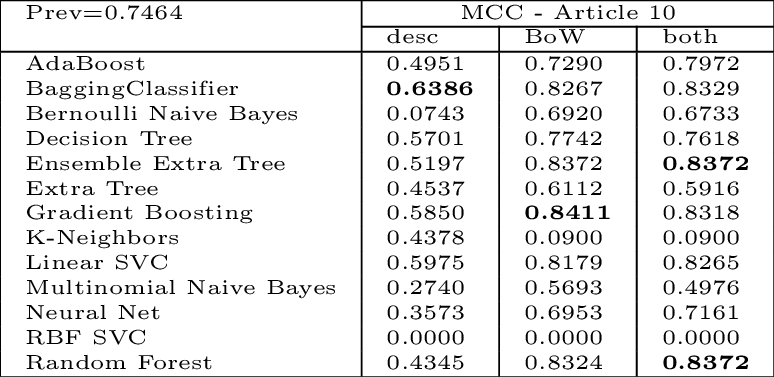 Prev=0.7464 MCC - Article 10
desc BoW both
AdaBoost 0.4951 0.7290 0.7972
BaggingClassifier 0.6386 0.8267 0.8329
Bernoulli Naive Bayes 0.0743 0.6920 0.6733
Decision Tree 0.5701 0.7742 0.7618
Ensemble Extra Tree 0.5197 0.8372 0.8372
Extra Tree 0.4537 0.6112 0.5916
Gradient Boosting 0.5850 0.8411 0.8318
K-Neighbors 0.4378 0.0900 0.0900
Linear SVC 0.5975 0.8179 0.8265
Multinomial Naive Bayes 0.2740 0.5693 0.4976
Neural Net 0.3573 0.6953 0.7161
RBF SVC 0.0000 0.0000 0.0000
Random Forest 0.4345 0.8324 0.8372